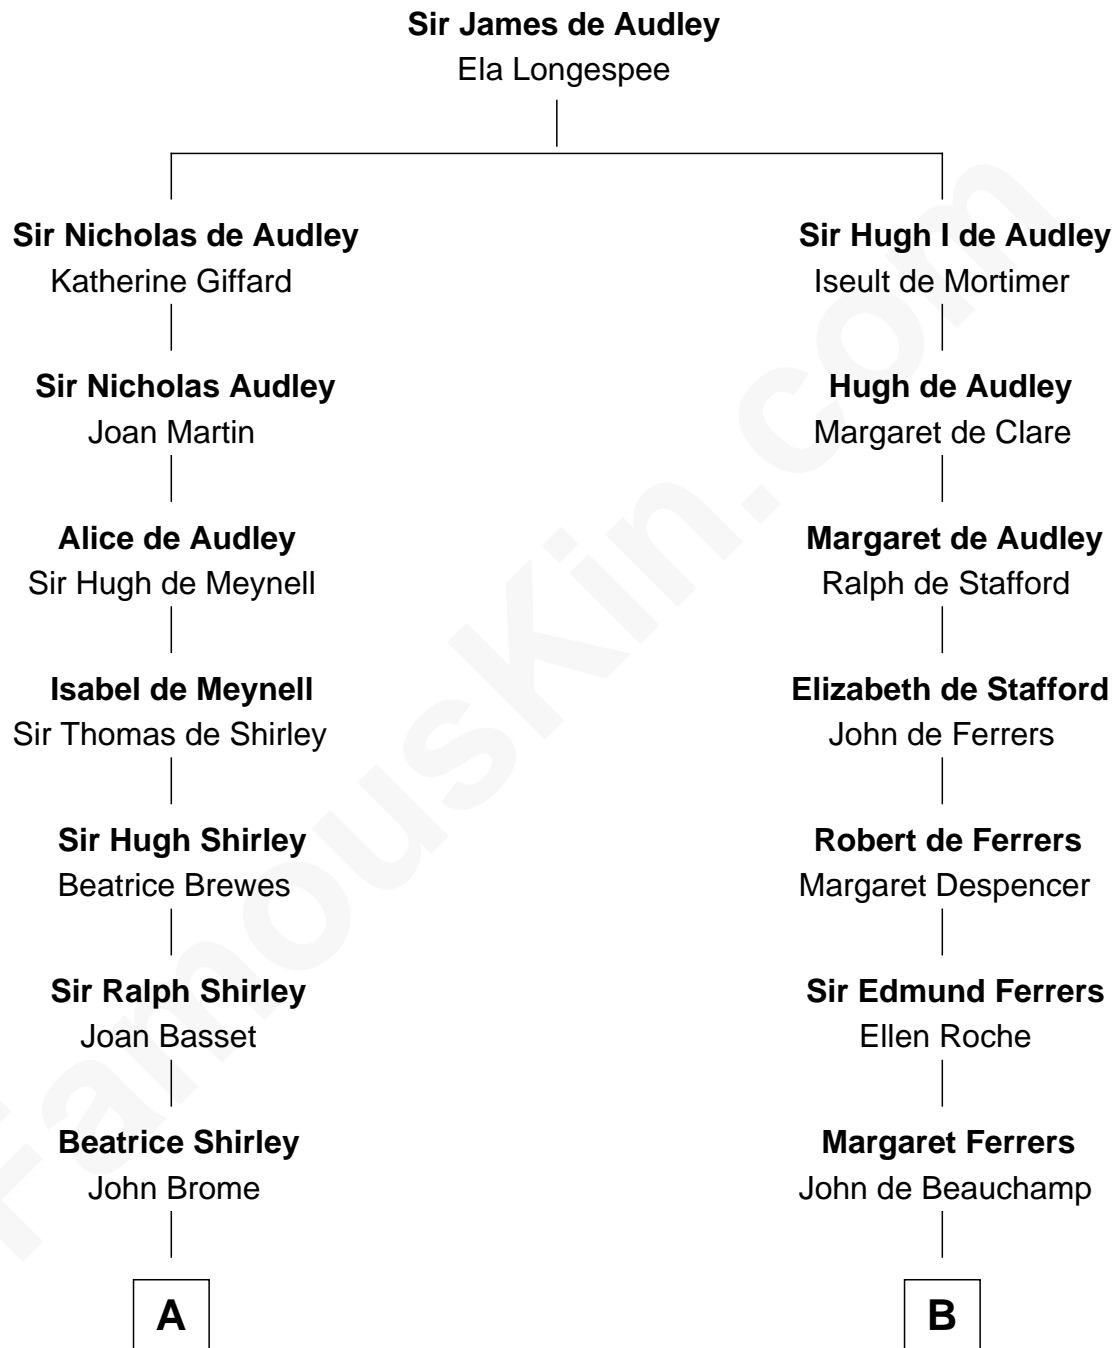 Sir James de Audley
Ela Longespee
Sir Nicholas de Audley
Katherine Giffard
Sir Nicholas Audley
Joan Martin
Alice de Audley
Sir Hugh de Meynell
Isabel de Meynell
Sir Thomas de Shirley
Sir Hugh Shirley
Beatrice Brewes
Sir Ralph Shirley
Joan Basset
Beatrice Shirley
John Brome
A
Sir Hugh I de Audley
Iseult de Mortimer
Hugh de Audley
Margaret de Clare
Margaret de Audley
Ralph de Stafford
Elizabeth de Stafford
John de Ferrers
Robert de Ferrers
Margaret Despencer
Sir Edmund Ferrers
Ellen Roche
Margaret Ferrers
John de Beauchamp
B
FamousKin.com